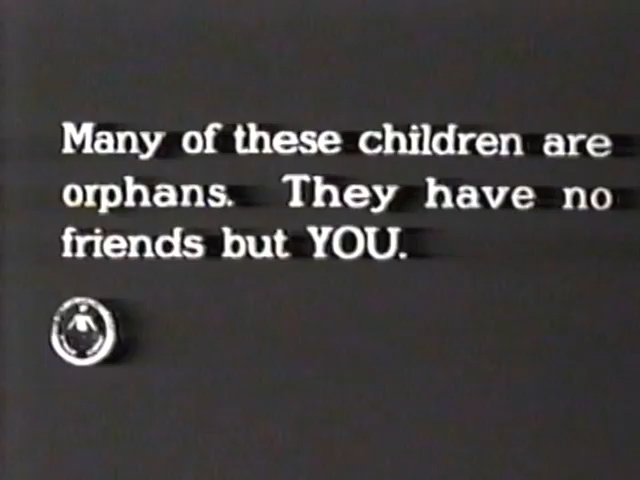 Many of these children are
orphans. They have no
friends but YOU.